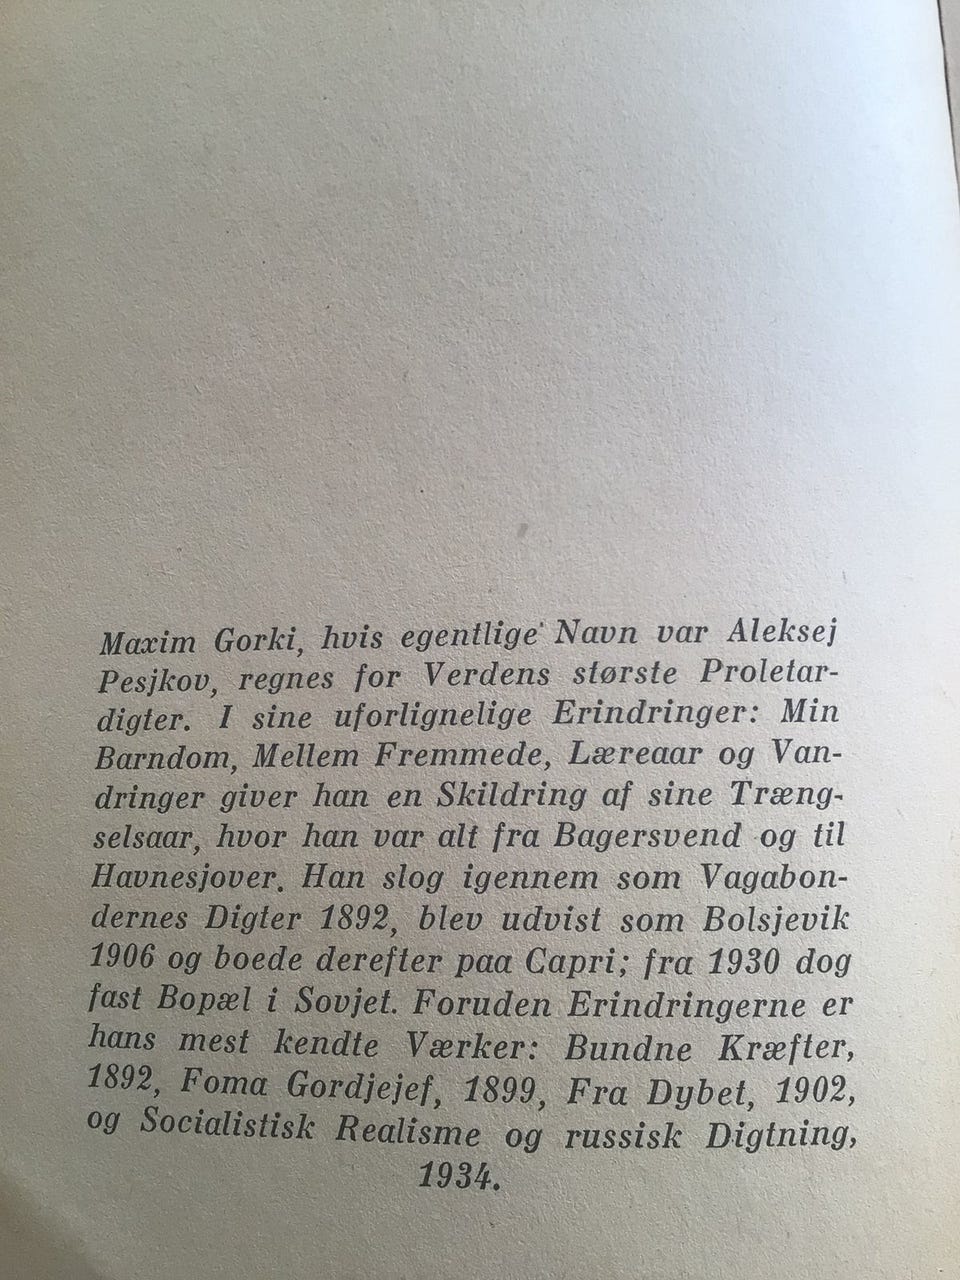 Maxim Gorki, hvis egentlige Navn var Aleksej
Pesjkov, regnes for Verdens største Proletar-
digter. I sine uforlignelige Erindringer: Min
Barndom, Mellem Fremmede, Læreaar og Van-
dringer giver han en Skildring af sine Træng-
selsaar, hvor han var alt fra Bagersvend og til
Havnesjover. Han slog igennem som Vagabon-
dernes Digter 1892, blev udvist som Bolsjevik
1906 og boede derefter paa Capri; fra 1930 dog
fast Bopæl i Sovjet. Foruden Erindringerne er
hans mest kendte Værker: Bundne Kræfter,
1892, Foma Gordjejef, 1899, Fra Dybet, 1902,
og Socialistisk Realisme og russisk Digtning,
1934.